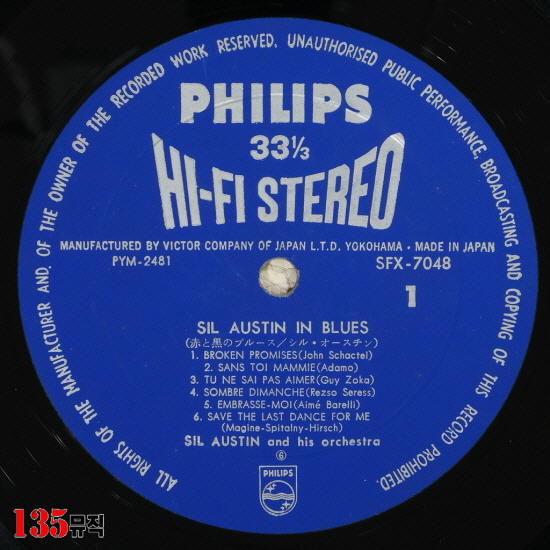 ALL RIGHTS OF THE MANUFACTURER AND. OF THE OWNER OF THE RECORDED WORK RESERVED. UNAUTHORISED PUBLIC PERFORMANCE, BROADCASTING AND COPYING OF THIS RECORD PROHIBITED.
PHILIPS
33⅓
HI-FI STEREO
MANUFACTURED BY VICTOR COMPANY OF JAPAN L.T.D. YOKOHAMA • MADE IN JAPAN
PYM-2481 SFX-7048
1
SIL AUSTIN IN BLUES
(赤と黒のブルース/シル・オースチン)
1. BROKEN PROMISES(John Schactel)
2. SANS TOI MAMMIE(Adamo)
3. TU NE SAI PAS AIMER(Guy Zoka)
4. SOMBRE DIMANCHE(Rezso Seress)
5. EMBRASSE-MOI(Aimé Barelli)
6. SAVE THE LAST DANCE FOR ME
(Magine-Spitalny-Hirsch)
SIL AUSTIN and his orchestra
⑥
PHILIPS
135뮤직